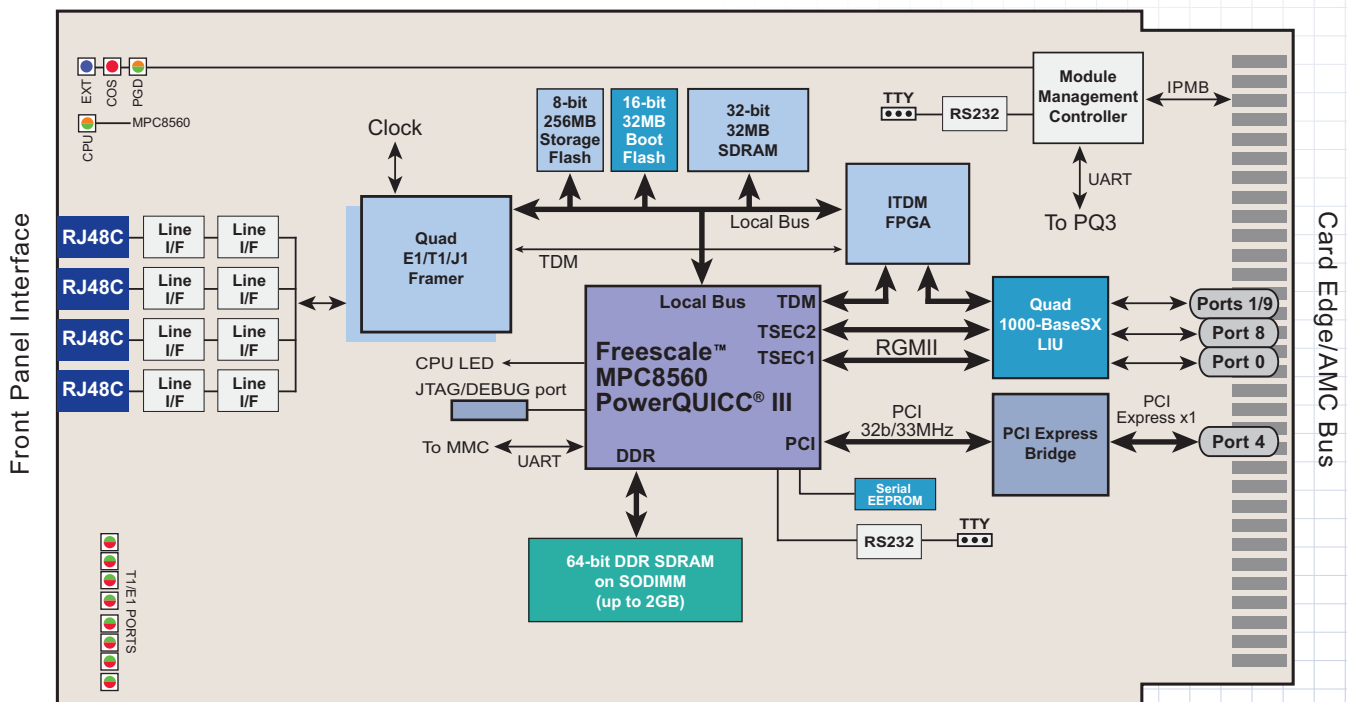 EXT
COS
PGD
CPU
MPC8560
Clock
8-bit
256MB
Storage
Flash
16-bit
32MB
Boot
Flash
32-bit
32MB
SDRAM
TTY
RS232
Module
Management
Controller
IPMB
UART
To PQ3
Front Panel Interface
RJ48C
Line
I/F
Line
I/F
RJ48C
Line
I/F
Line
I/F
RJ48C
Line
I/F
Line
I/F
RJ48C
Line
I/F
Line
I/F
Quad
E1/T1/J1
Framer
Local Bus
TDM
ITDM
FPGA
Local Bus
TDM
TSEC2
TSEC1
Freescale™
MPC8560
PowerQUICC® III
PCI
DDR
RGMII
Quad
1000-BaseSX
LIU
Ports 1/9
Port 8
Port 0
Card Edge/AMC Bus
CPU LED
JTAG/DEBUG port
To MMC
UART
PCI
32b/33MHz
PCI Express
Bridge
PCI
Express x1
Port 4
Serial
EEPROM
RS232
TTY
64-bit DDR SDRAM
on SODIMM
(up to 2GB)
T1/E1 PORTS